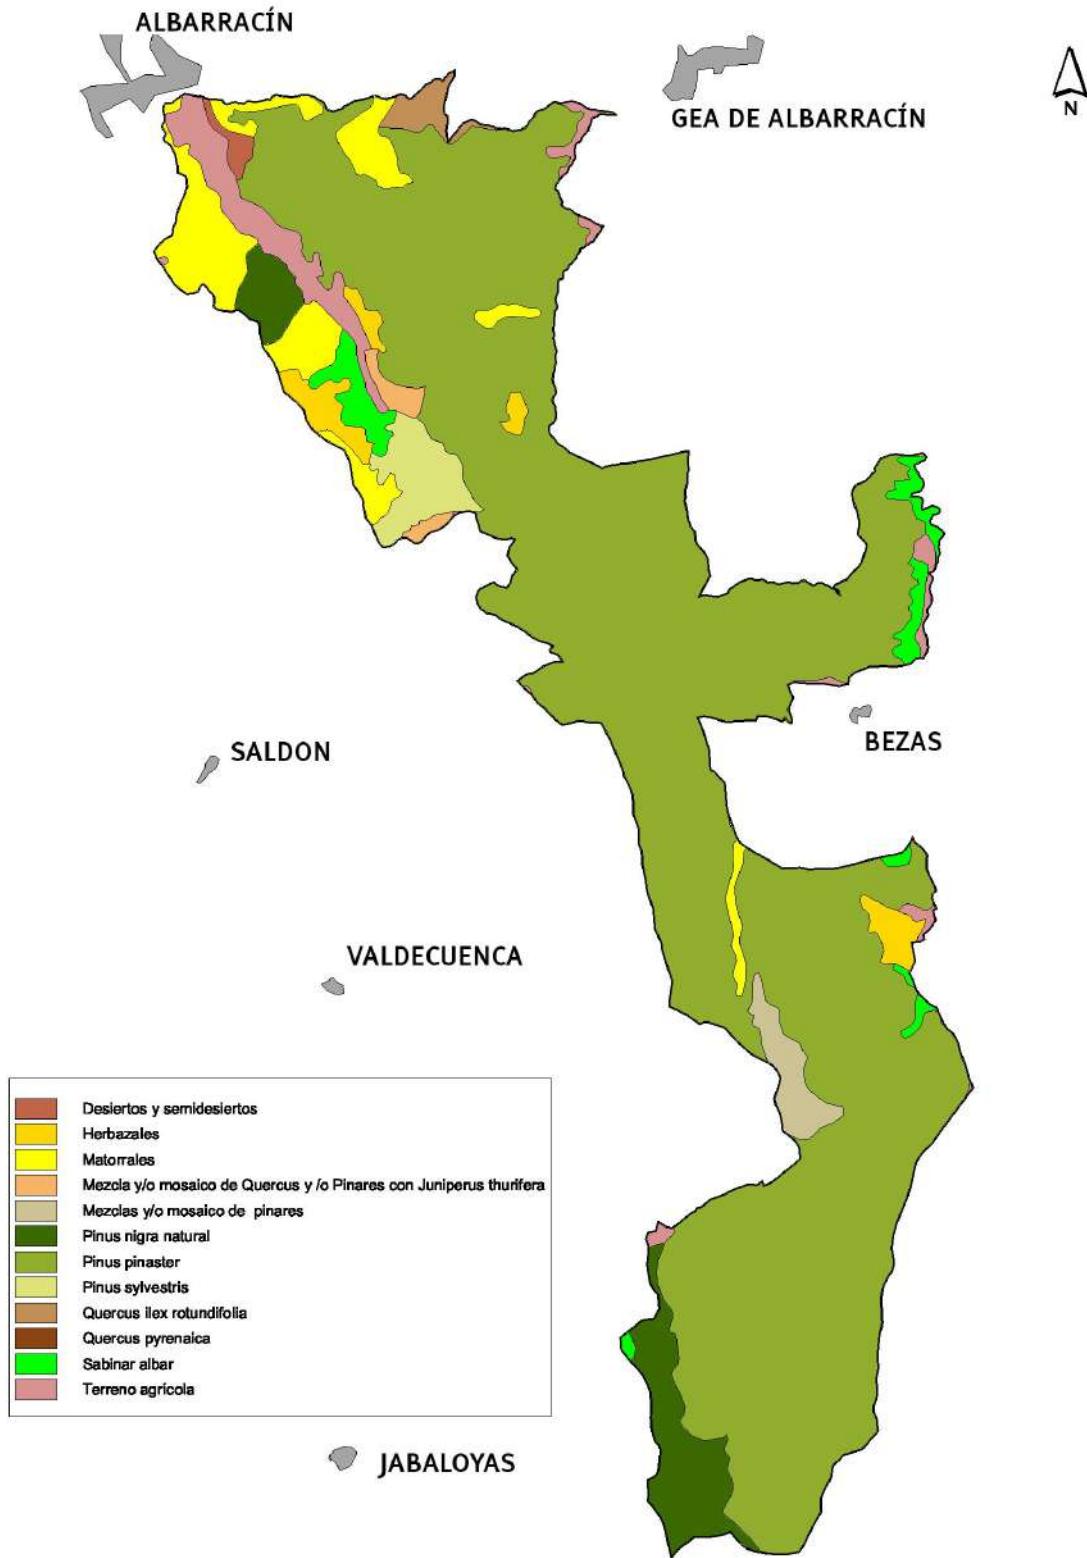 ALBARRACÍN
GEA DE ALBARRACÍN
N
BEZAS
SALDON
VALDECUENCA
Desiertos y semidesiertos
Herbazales
Matorrales
Mezcla y/o mosaico de Quercus y /o Pinares con Juniperus thurifera
Mezclas y/o mosaico de pinares
Pinus nigra natural
Pinus pinaster
Pinus sylvestris
Quercus ilex rotundifolia
Quercus pyrenaica
Sabinar albar
Terreno agrícola
JABALOYAS